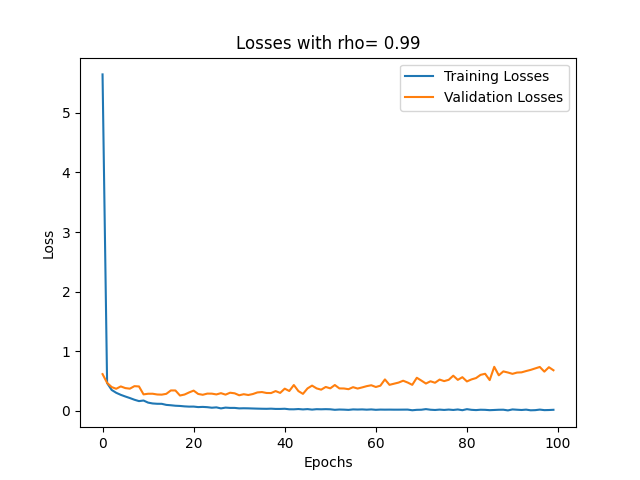 Losses with rho= 0.99
Training Losses
Validation Losses
5
4
3
2
1
0
Loss
0 20 40 60 80 100
Epochs